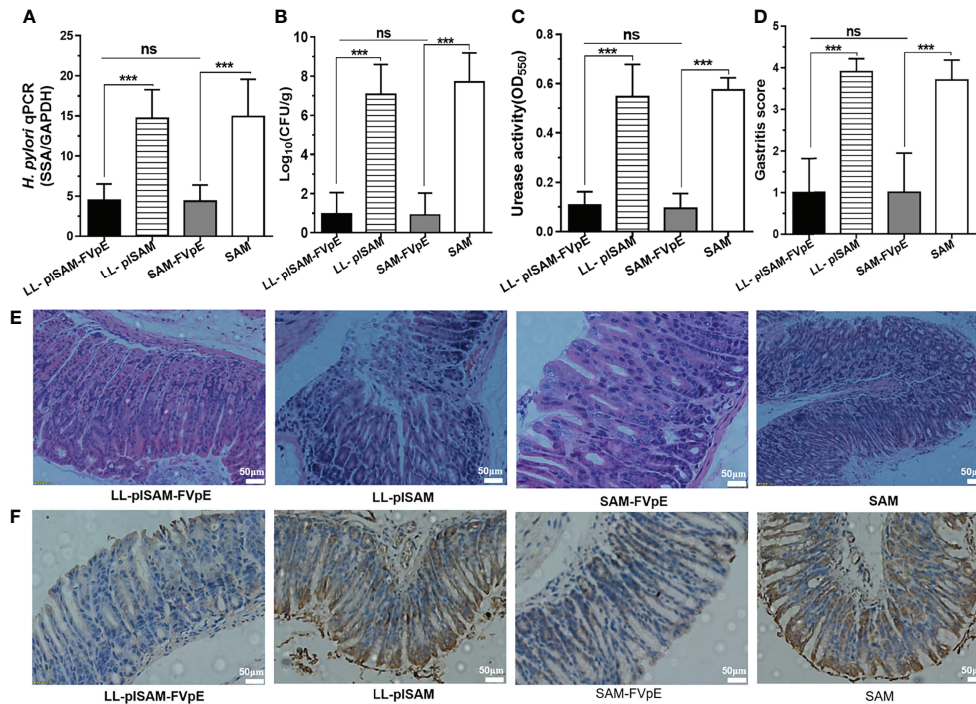 A
H. pylori qPCR
(SSA/GAPDH)
25
20
15
10
5
0
ns
***
***
LL- pISAM-FVpE
LL- pISAM
SAM-FVpE
SAM
B
Log10(CFU/g)
10
8
6
4
2
0
ns
***
***
LL- pISAM-FVpE
LL- pISAM
SAM-FVpE
SAM
C
Urease activity(OD550)
0.8
0.6
0.4
0.2
0.0
ns
***
***
LL- pISAM-FVpE
LL- pISAM
SAM-FVpE
SAM
D
Gastritis score
5
4
3
2
1
0
ns
***
***
LL- pISAM-FVpE
LL- pISAM
SAM-FVpE
SAM
E
50μm
50μm
50μm
50μm
LL-pISAM-FVpE
LL-pISAM
SAM-FVpE
SAM
F
50μm
50μm
50μm
50μm
LL-pISAM-FVpE
LL-pISAM
SAM-FVpE
SAM